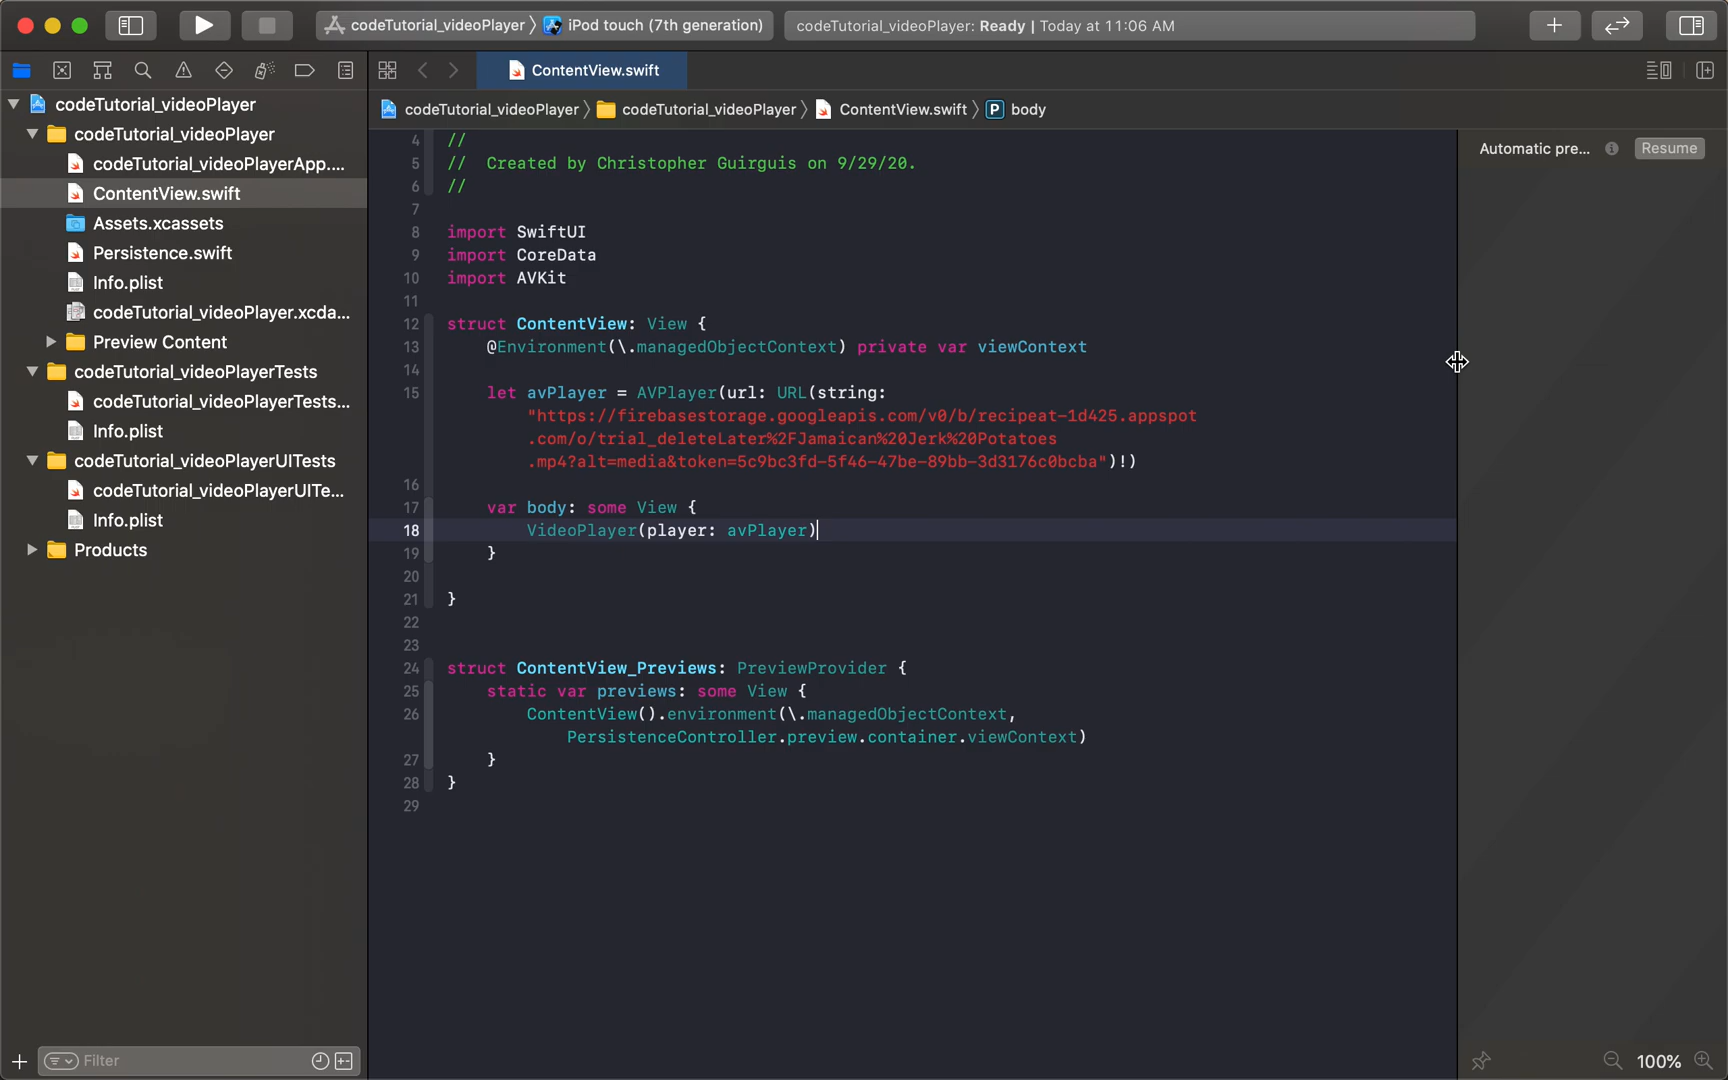 codeTutorial_videoPlayer 〉 iPod touch (7th generation)
codeTutorial_videoPlayer: Ready | Today at 11:06 AM
ContentView.swift
codeTutorial_videoPlayer 〉 codeTutorial_videoPlayer 〉 ContentView.swift 〉 P body
codeTutorial_videoPlayer
codeTutorial_videoPlayer
codeTutorial_videoPlayerApp....
ContentView.swift
Assets.xcassets
Persistence.swift
Info.plist
codeTutorial_videoPlayer.xcda...
Preview Content
codeTutorial_videoPlayerTests
codeTutorial_videoPlayerTests...
Info.plist
codeTutorial_videoPlayerUITests
codeTutorial_videoPlayerUITe...
Info.plist
Products
Filter
4 //
5 //  Created by Christopher Guirguis on 9/29/20.
6 //
7
8 import SwiftUI
9 import CoreData
10 import AVKit
11
12 struct ContentView: View {
13 @Environment(\.managedObjectContext) private var viewContext
14
15 let avPlayer = AVPlayer(url: URL(string:
"https://firebasestorage.googleapis.com/v0/b/recipeat-1d425.appspot
.com/o/trial_deleteLater%2FJamaican%20Jerk%20Potatoes
.mp4?alt=media&token=5c9bc3fd-5f46-47be-89bb-3d3176c0bcba")!)
16
17 var body: some View {
18 VideoPlayer(player: avPlayer)
19 }
20
21 }
22
23
24 struct ContentView_Previews: PreviewProvider {
25 static var previews: some View {
26 ContentView().environment(\.managedObjectContext,
PersistenceController.preview.container.viewContext)
27 }
28 }
29
Automatic pre... Resume
100%